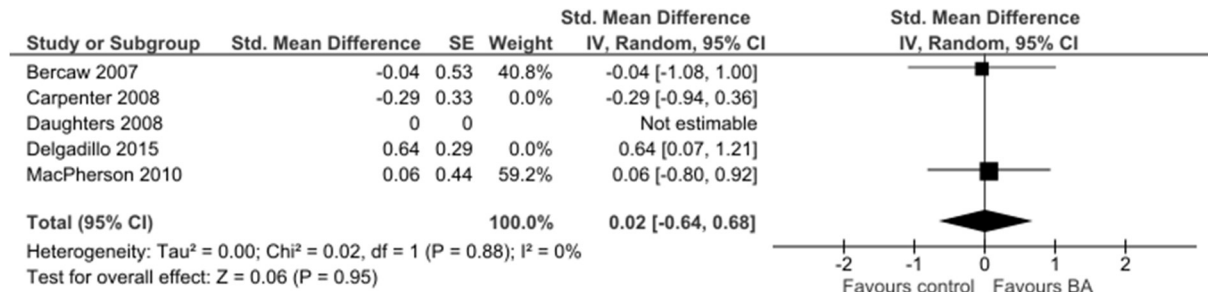 Std. Mean Difference Std. Mean Difference
Study or Subgroup Std. Mean Difference SE Weight IV, Random, 95% CI IV, Random, 95% CI
Bercaw 2007 -0.04 0.53 40.8% -0.04 [-1.08, 1.00]
Carpenter 2008 -0.29 0.33 0.0% -0.29 [-0.94, 0.36]
Daughters 2008 0 0 Not estimable
Delgadillo 2015 0.64 0.29 0.0% 0.64 [0.07, 1.21]
MacPherson 2010 0.06 0.44 59.2% 0.06 [-0.80, 0.92]
Total (95% CI) 100.0% 0.02 [-0.64, 0.68]
Heterogeneity: Tau² = 0.00; Chi² = 0.02, df = 1 (P = 0.88); I² = 0%
Test for overall effect: Z = 0.06 (P = 0.95)
-2 -1 0 1 2
Favours control Favours BA